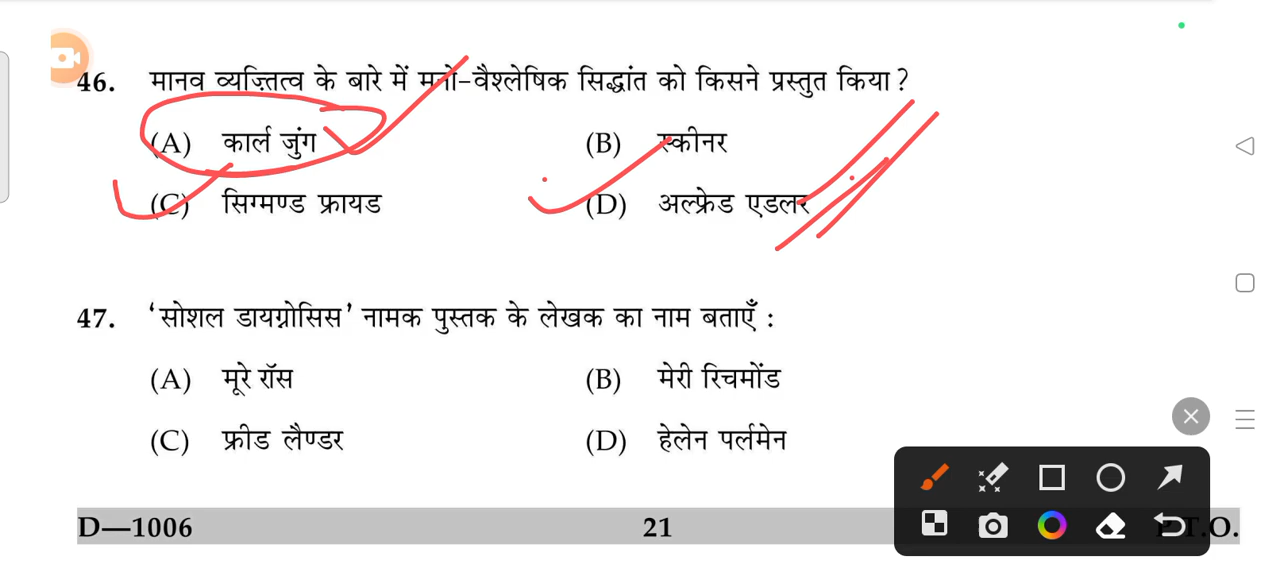 46. मानव व्यक्तित्व के बारे में मनो-वैश्लेषिक सिद्धांत को किसने प्रस्तुत किया ?
(A) कार्ल जुंग (B) स्कीनर
(C) सिग्मण्ड फ्रायड (D) अल्फ्रेड एडलर
47. 'सोशल डायग्नोसिस' नामक पुस्तक के लेखक का नाम बताएँ :
(A) मूरे रॉस (B) मेरी रिचमोंड
(C) फ्रीड लैण्डर (D) हेलेन पर्लमेन
D—1006 21 P.T.O.